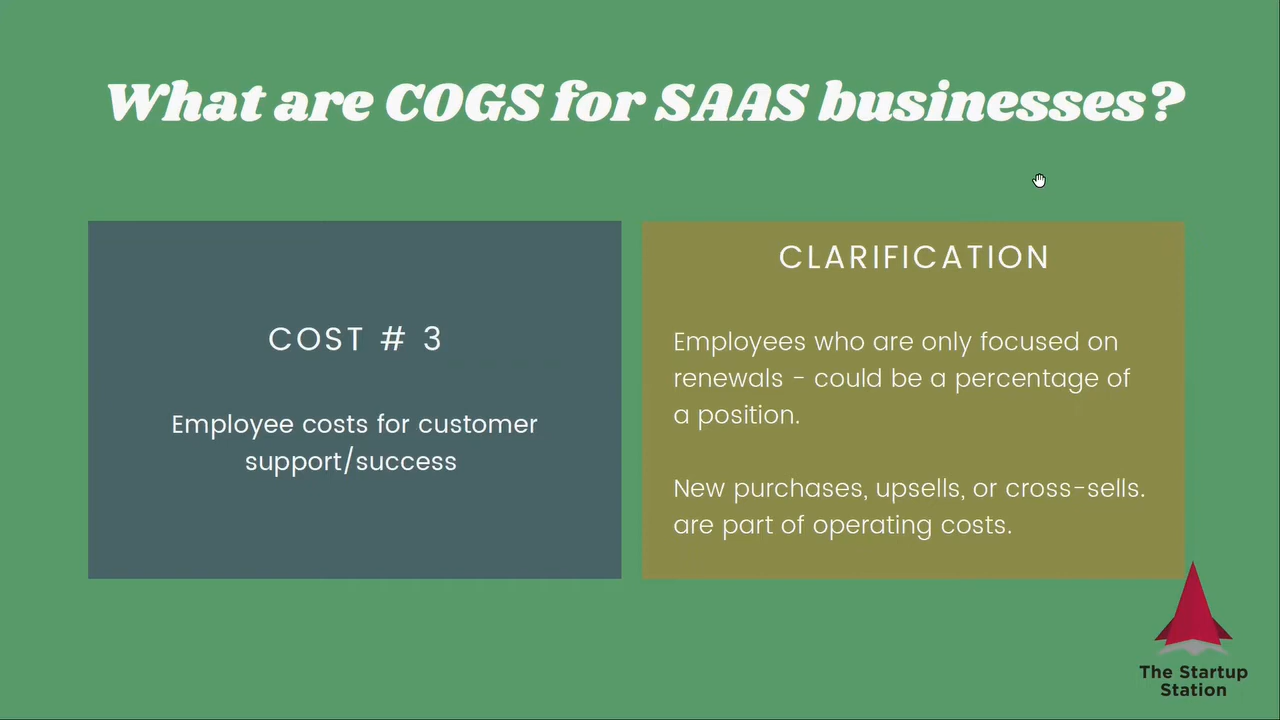 What are COGS for SAAS businesses?
COST # 3
Employee costs for customer
support/success
CLARIFICATION
Employees who are only focused on
renewals - could be a percentage of
a position.
New purchases, upsells, or cross-sells.
are part of operating costs.
The Startup
Station